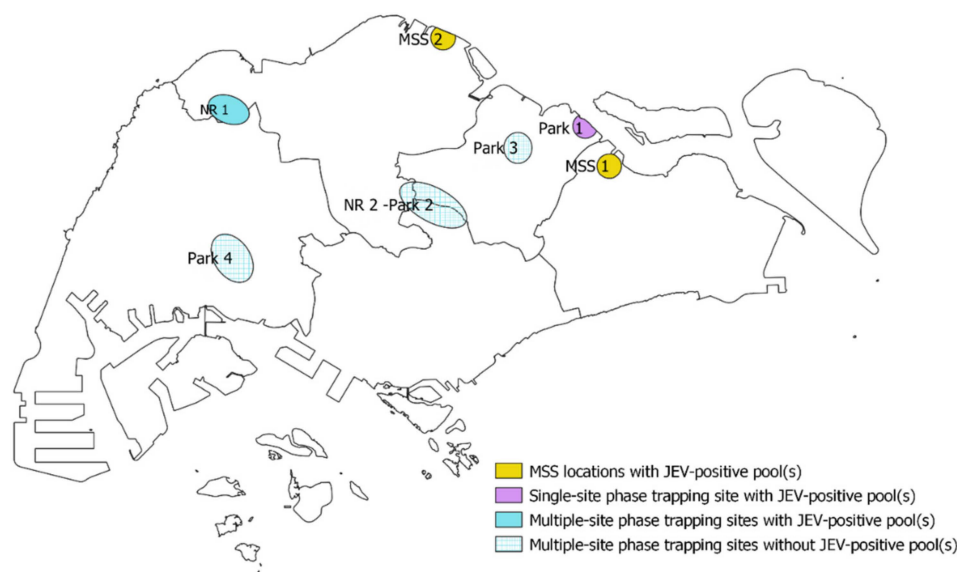 MSS 2
NR 1
Park 1
Park 3
MSS 1
NR 2 -Park 2
Park 4
MSS locations with JEV-positive pool(s)
Single-site phase trapping site with JEV-positive pool(s)
Multiple-site phase trapping sites with JEV-positive pool(s)
Multiple-site phase trapping sites without JEV-positive pool(s)